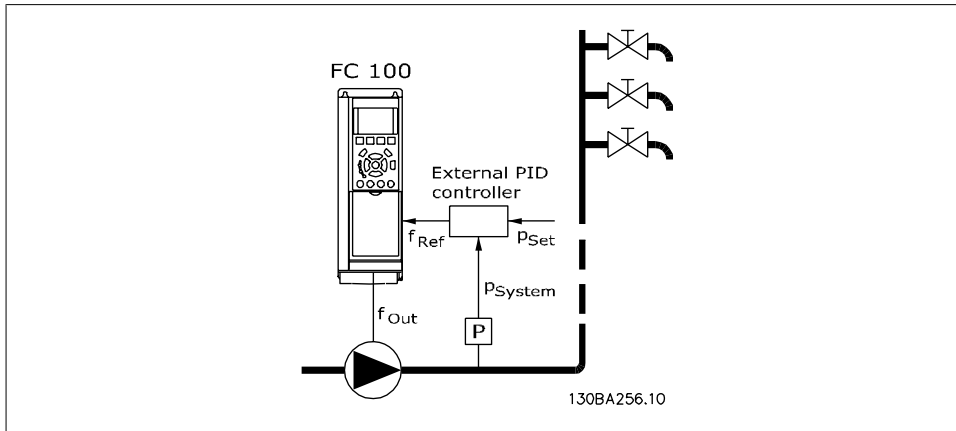 FC 100
External PID
controller
fRef
pSet
pSystem
fOut
P
130BA256.10